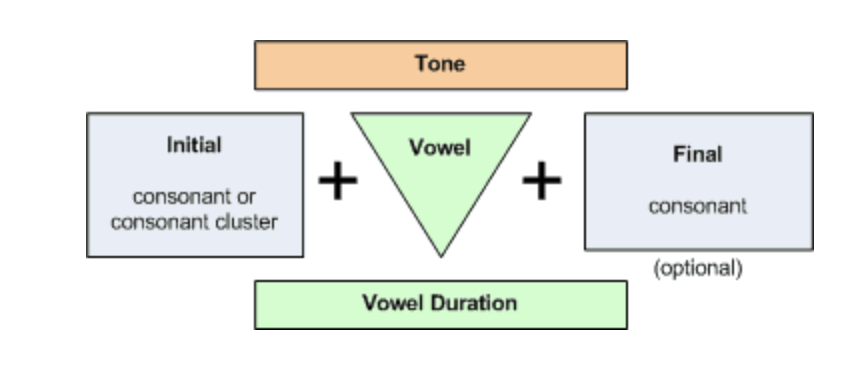 Tone
Initial
consonant or
consonant cluster
+
Vowel
+
Final
consonant
(optional)
Vowel Duration